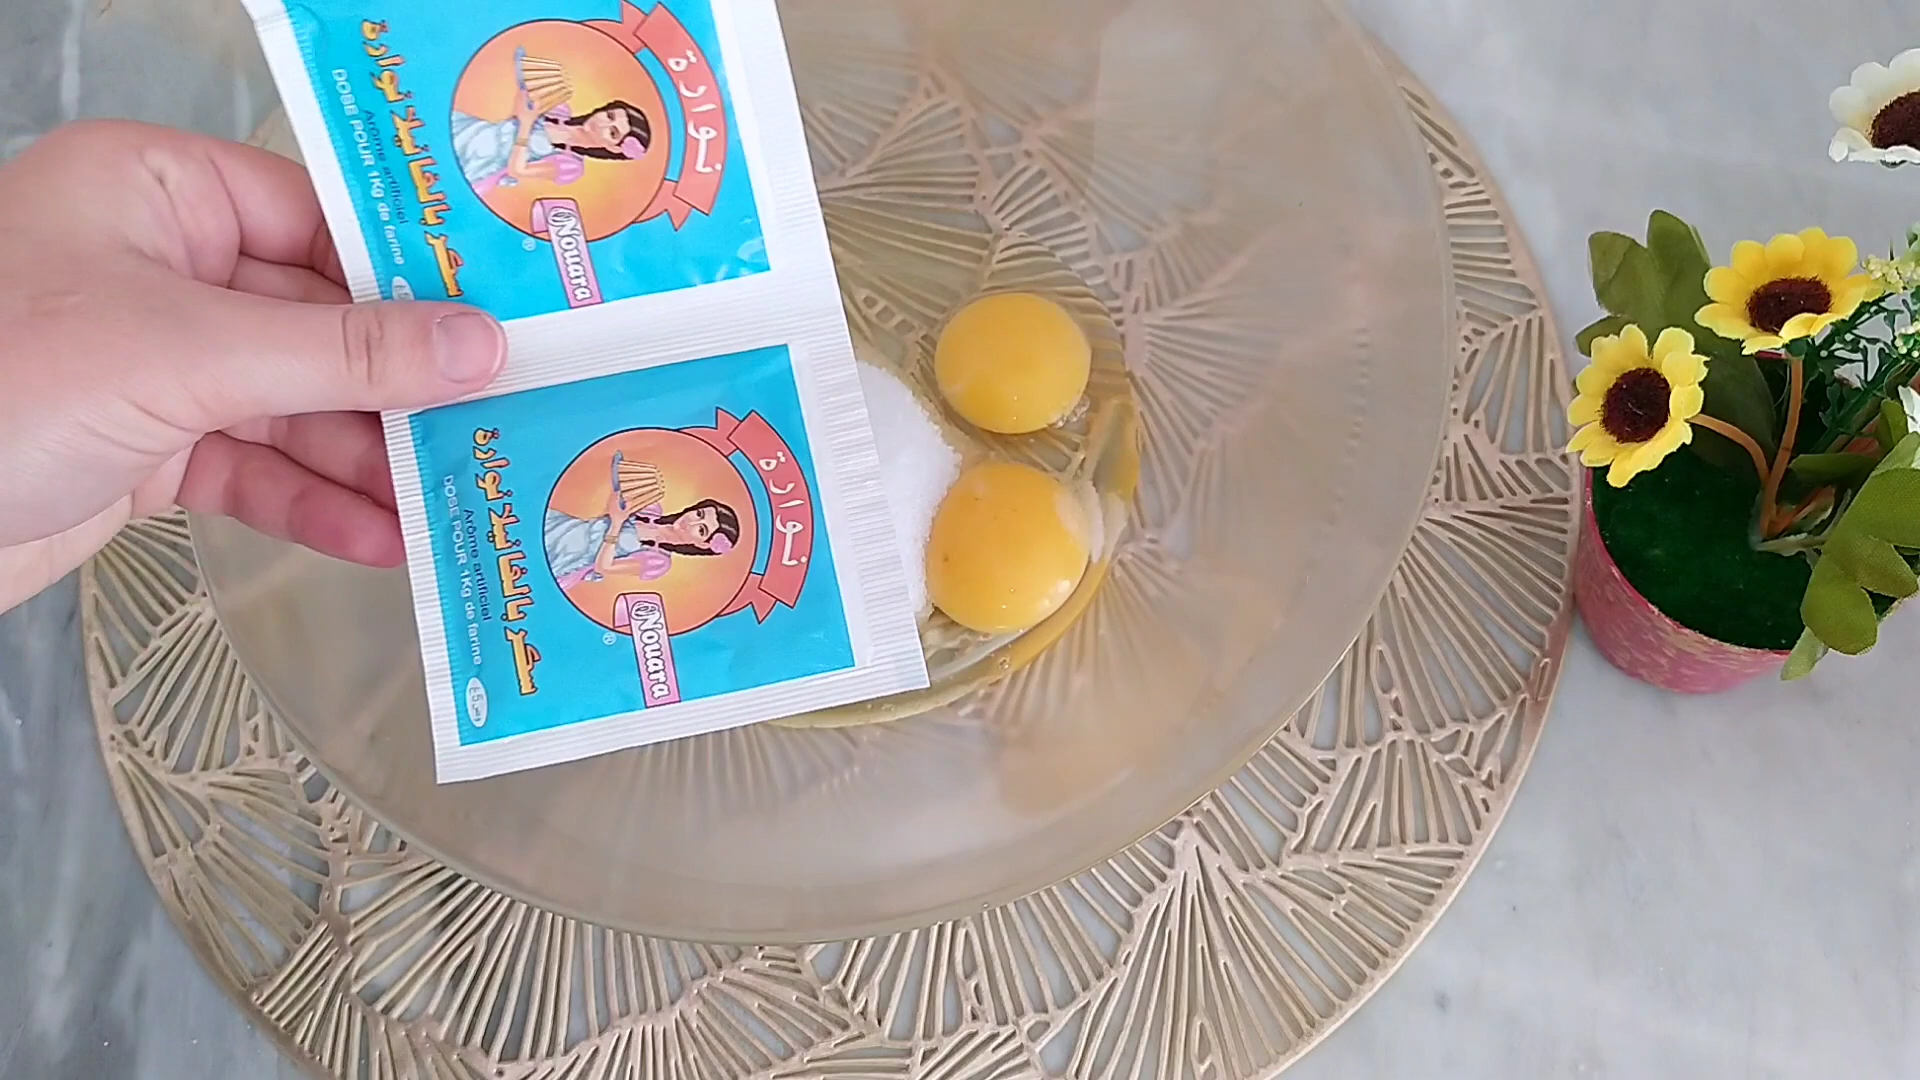 نوارة
Nouara
®
سكر بالفانيلا نوارة
Arôme artificiel
DOSE POUR 1Kg de farine
نوارة
Nouara
®
سكر بالفانيلا نوارة
Arôme artificiel
DOSE POUR 1Kg de farine